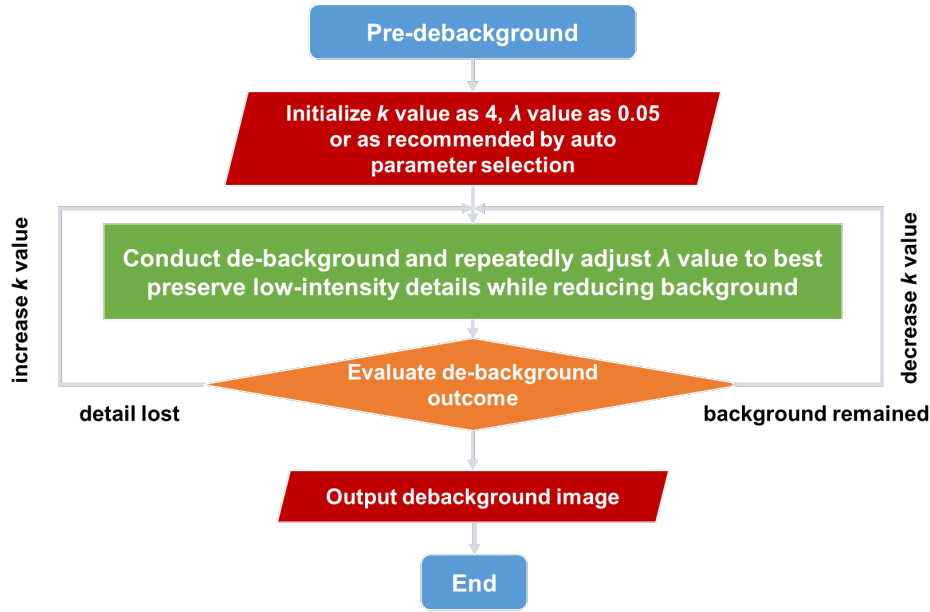 Pre-debackground
Initialize k value as 4, λ value as 0.05
or as recommended by auto
parameter selection
increase k value
decrease k value
Conduct de-background and repeatedly adjust λ value to best
preserve low-intensity details while reducing background
Evaluate de-background
outcome
detail lost
background remained
Output debackground image
End